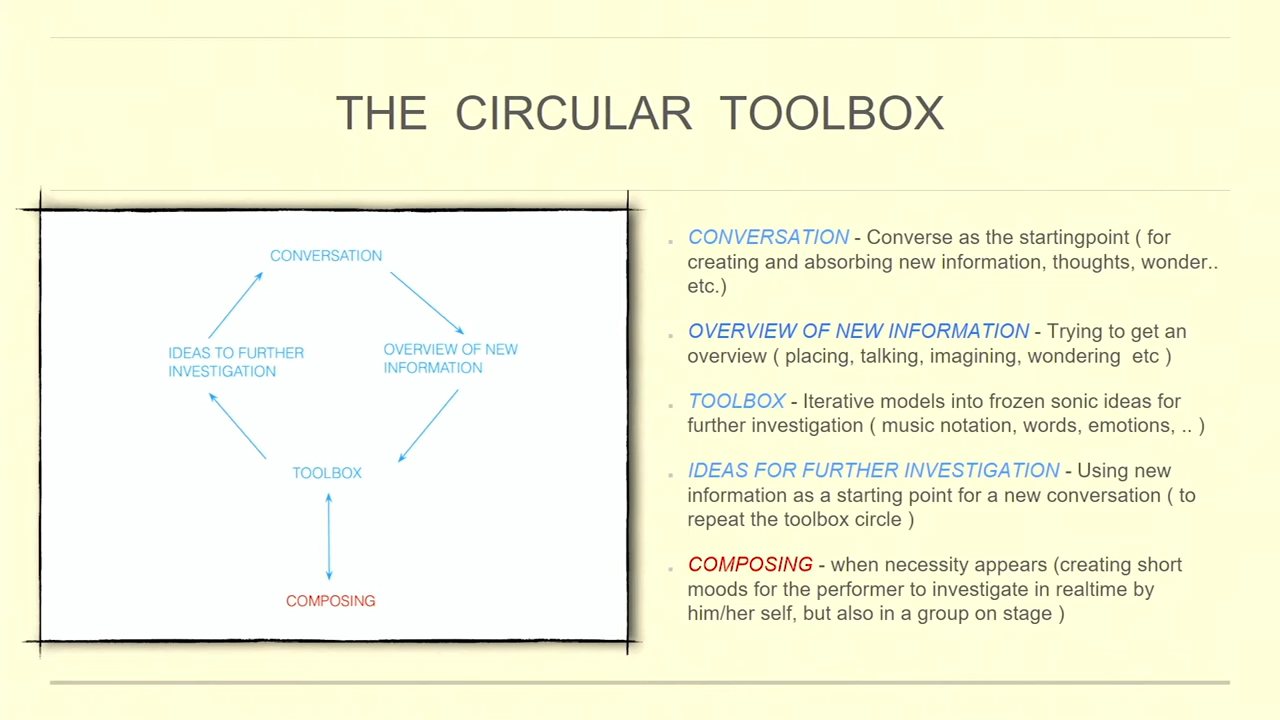 THE CIRCULAR TOOLBOX
CONVERSATION
IDEAS TO FURTHER
INVESTIGATION
OVERVIEW OF NEW
INFORMATION
TOOLBOX
COMPOSING
CONVERSATION - Converse as the startingpoint ( for
creating and absorbing new information, thoughts, wonder..
etc.)
OVERVIEW OF NEW INFORMATION - Trying to get an
overview ( placing, talking, imagining, wondering etc )
TOOLBOX - Iterative models into frozen sonic ideas for
further investigation ( music notation, words, emotions, .. )
IDEAS FOR FURTHER INVESTIGATION - Using new
information as a starting point for a new conversation ( to
repeat the toolbox circle )
COMPOSING - when necessity appears (creating short
moods for the performer to investigate in realtime by
him/her self, but also in a group on stage )